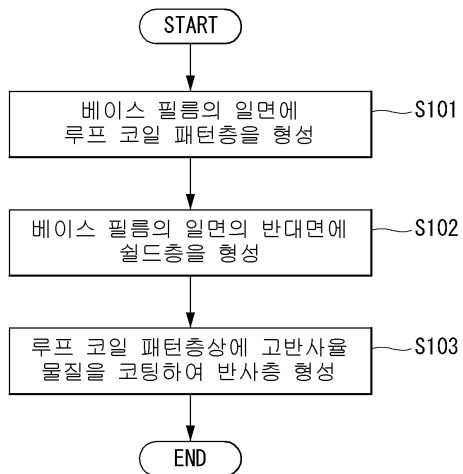 START
베이스 필름의 일면에
루프 코일 패턴층을 형성
S101
베이스 필름의 일면의 반대면에
쉴드층을 형성
S102
루프 코일 패턴층상에 고반사율
물질을 코팅하여 반사층 형성
S103
END